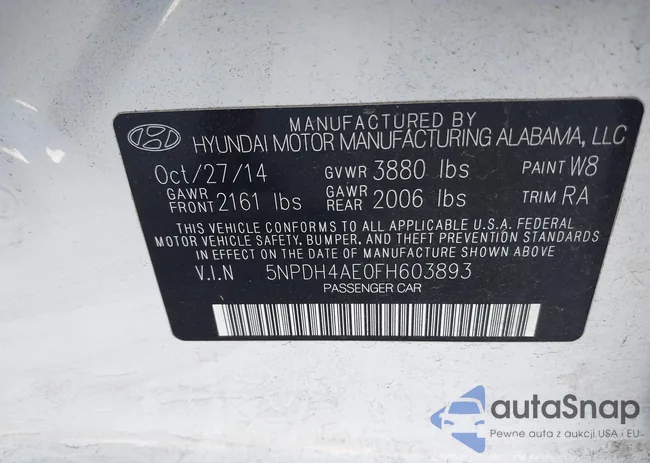 MANUFACTURED BY
HYUNDAI MOTOR MANUFACTURING ALABAMA, LLC
Oct/27/14 GVWR 3880 lbs PAINT W8
GAWR FRONT 2161 lbs GAWR REAR 2006 lbs TRIM RA
THIS VEHICLE CONFORMS TO ALL APPLICABLE U.S.A. FEDERAL
MOTOR VEHICLE SAFETY, BUMPER, AND THEFT PREVENTION STANDARDS
IN EFFECT ON THE DATE OF MANUFACTURE SHOWN ABOVE.
V.I.N 5NPDH4AE0FH603893
PASSENGER CAR
autoSnap
Pewne auta z aukcji USA i EU